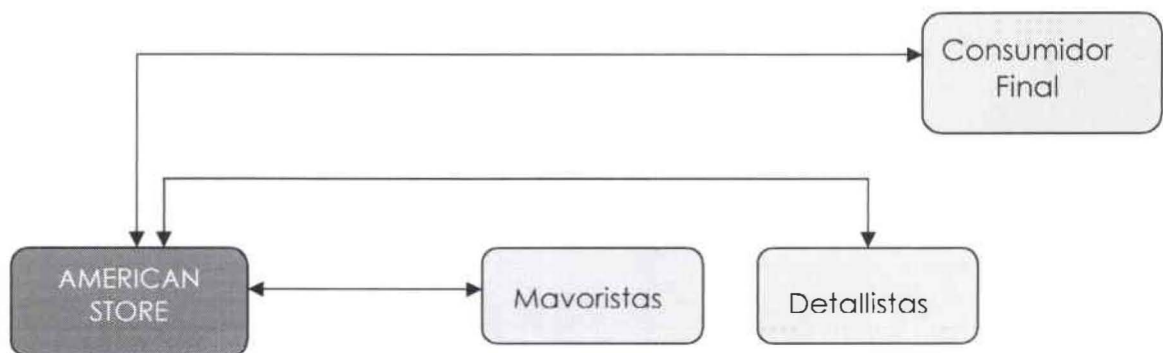 Consumidor
Final
AMERICAN
STORE
Mavoristas
Detallistas